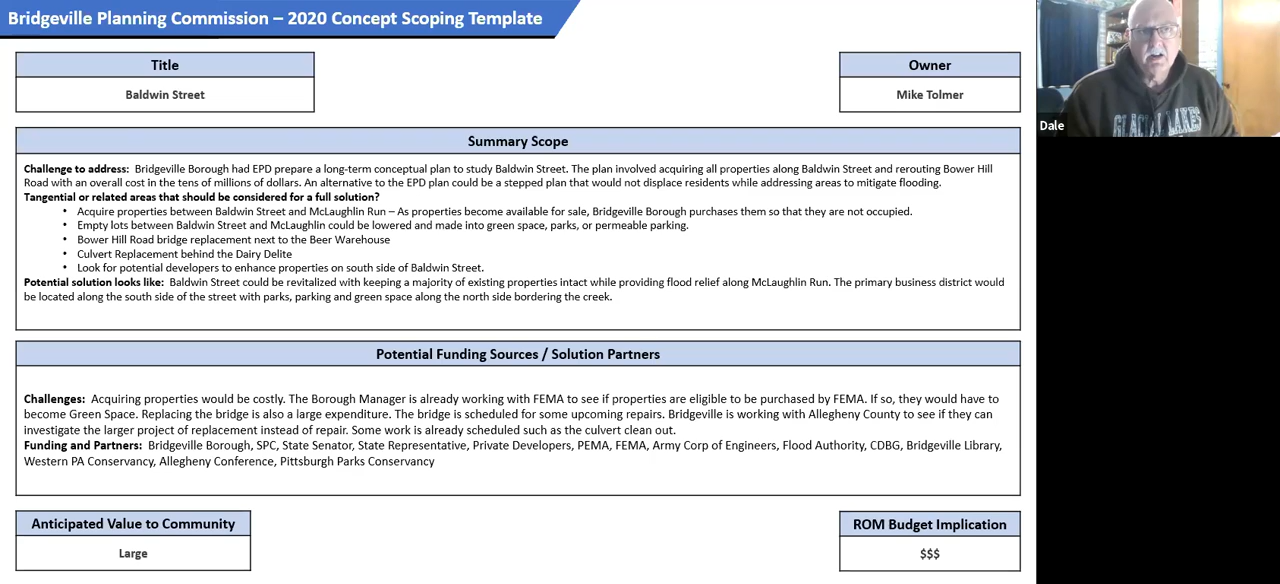 Bridgeville Planning Commission – 2020 Concept Scoping Template
Title
Baldwin Street
Owner
Mike Tolmer
Dale
GLACIAL LAKES
Summary Scope
Challenge to address: Bridgeville Borough had EPD prepare a long-term conceptual plan to study Baldwin Street. The plan involved acquiring all properties along Baldwin Street and rerouting Bower Hill
Road with an overall cost in the tens of millions of dollars. An alternative to the EPD plan could be a stepped plan that would not displace residents while addressing areas to mitigate flooding.
Tangential or related areas that should be considered for a full solution?
• Acquire properties between Baldwin Street and McLaughlin Run – As properties become available for sale, Bridgeville Borough purchases them so that they are not occupied.
• Empty lots between Baldwin Street and McLaughlin could be lowered and made into green space, parks, or permeable parking.
• Bower Hill Road bridge replacement next to the Beer Warehouse
• Culvert Replacement behind the Dairy Delite
• Look for potential developers to enhance properties on south side of Baldwin Street.
Potential solution looks like: Baldwin Street could be revitalized with keeping a majority of existing properties intact while providing flood relief along McLaughlin Run. The primary business district would
be located along the south side of the street with parks, parking and green space along the north side bordering the creek.
Potential Funding Sources / Solution Partners
Challenges: Acquiring properties would be costly. The Borough Manager is already working with FEMA to see if properties are eligible to be purchased by FEMA. If so, they would have to
become Green Space. Replacing the bridge is also a large expenditure. The bridge is scheduled for some upcoming repairs. Bridgeville is working with Allegheny County to see if they can
investigate the larger project of replacement instead of repair. Some work is already scheduled such as the culvert clean out.
Funding and Partners: Bridgeville Borough, SPC, State Senator, State Representative, Private Developers, PEMA, FEMA, Army Corp of Engineers, Flood Authority, CDBG, Bridgeville Library,
Western PA Conservancy, Allegheny Conference, Pittsburgh Parks Conservancy
Anticipated Value to Community
Large
ROM Budget Implication
$$$